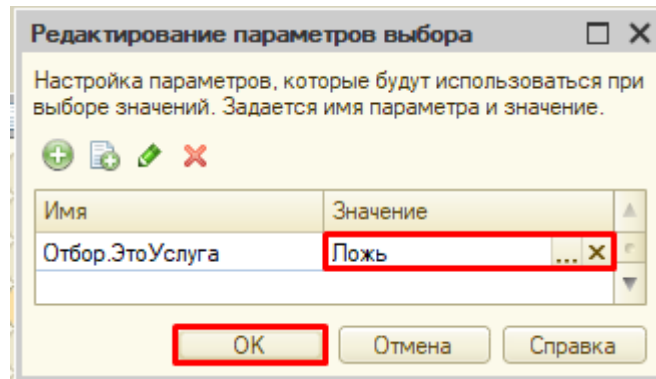 Редактирование параметров выбора
Настройка параметров, которые будут использоваться при
выборе значений. Задается имя параметра и значение.
Имя Значение
Отбор.ЭтоУслуга Ложь ...
OK Отмена Справка